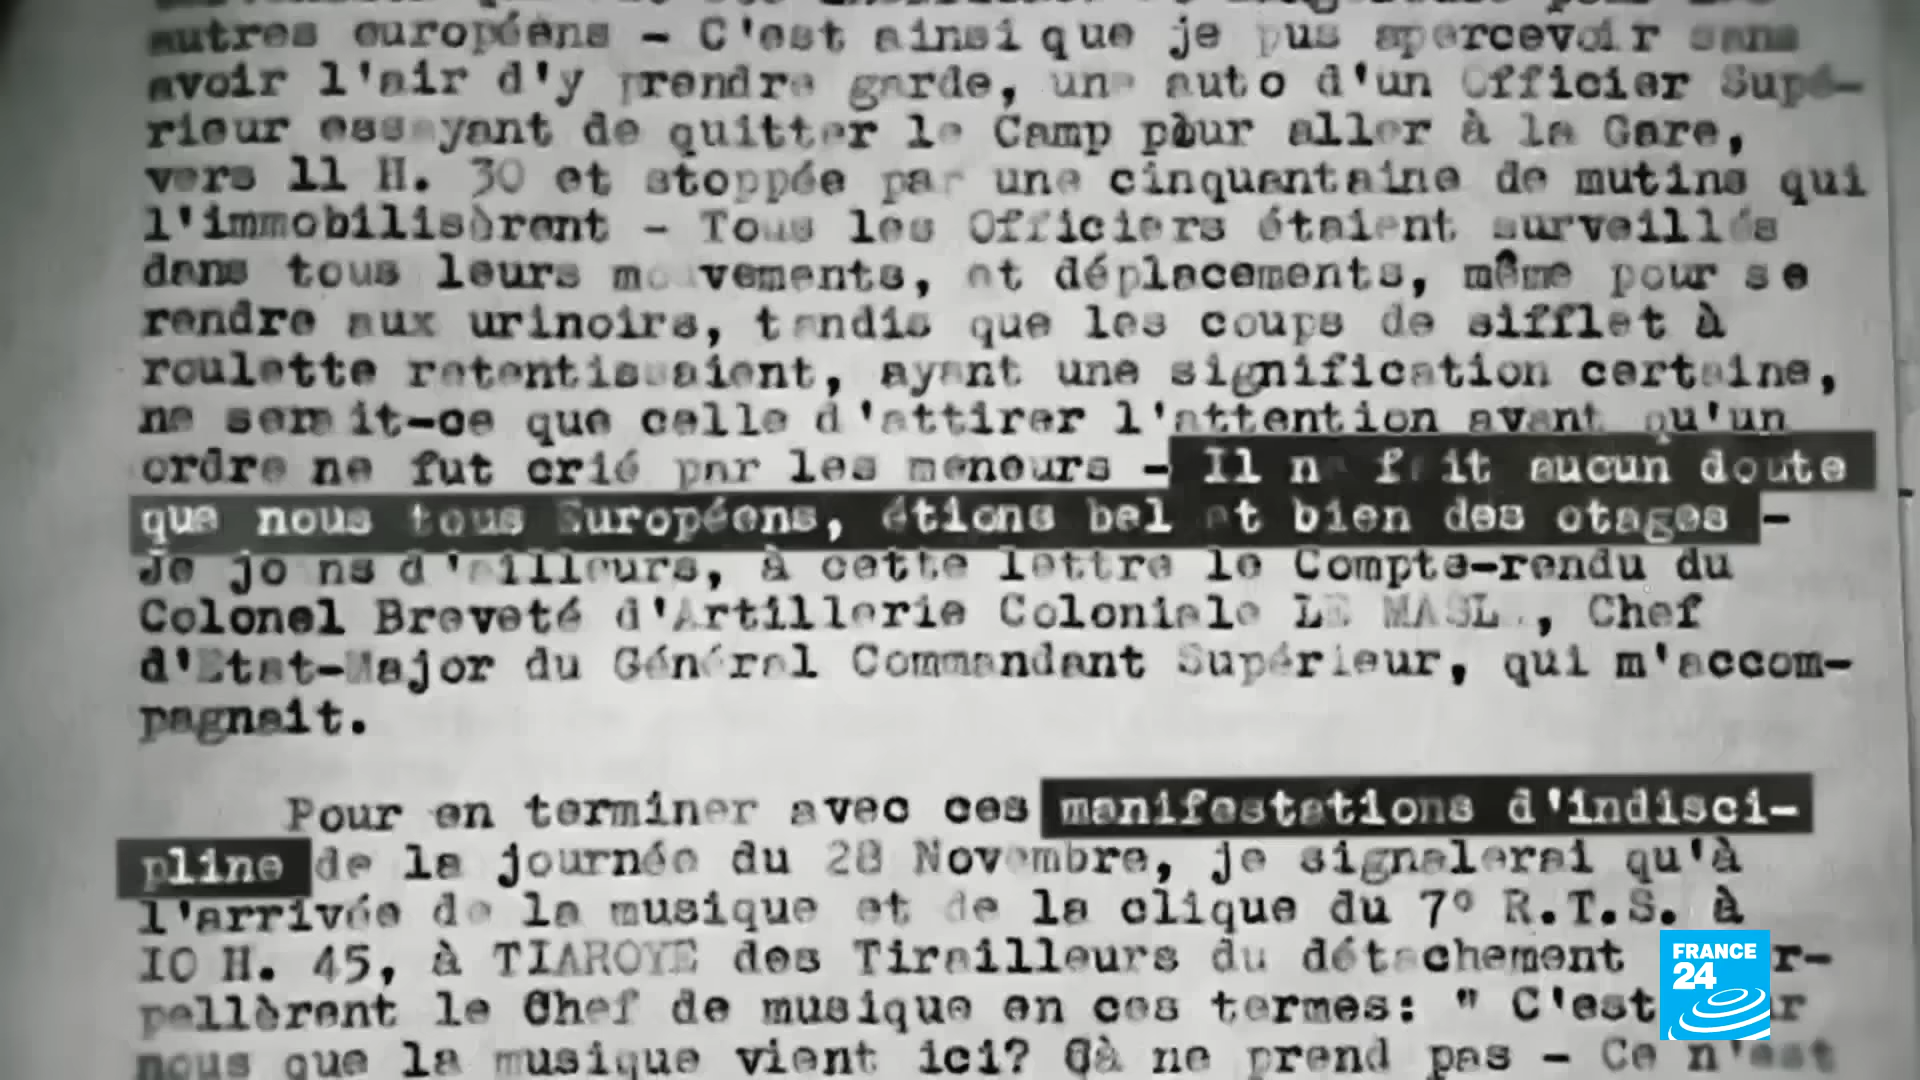 autres européens - C'est ainsi que je pus apercevoir sans
avoir l'air d'y prendre garde, une auto d'un Officier Supé-
rieur essayant de quitter le Camp pour aller à la Gare,
vers 11 H. 30 et stoppée par une cinquantaine de mutins qui
l'immobilisèrent - Tous les Officiers étaient surveillés
dans tous leurs mouvements, et déplacements, même pour se
rendre aux urinoirs, tandis que les coups de sifflet à
roulette retentissaient, ayant une signification certaine,
ne serait-ce que celle d'attirer l'attention avant qu'un
ordre ne fut crié par les meneurs - Il ne fait aucun doute
que nous tous Européens, étions bel et bien des otages -
Je joins d'ailleurs, à cette lettre le Compte-rendu du
Colonel Breveté d'Artillerie Coloniale LE MASLE, Chef
d'Etat-Major du Général Commandant Supérieur, qui m'accom-
pagnait.
Pour en terminer avec ces manifestations d'indisci-
pline de la journée du 28 Novembre, je signalerai qu'à
l'arrivée de la musique et de la clique du 7° R.T.S. à
10 H. 45, à TIAROYE des Tirailleurs du détachement
pellèrent le Chef de musique en ces termes: " C'est
nous que la musique vient ici? Çà ne prend pas - Ce n'est
FRANCE
24